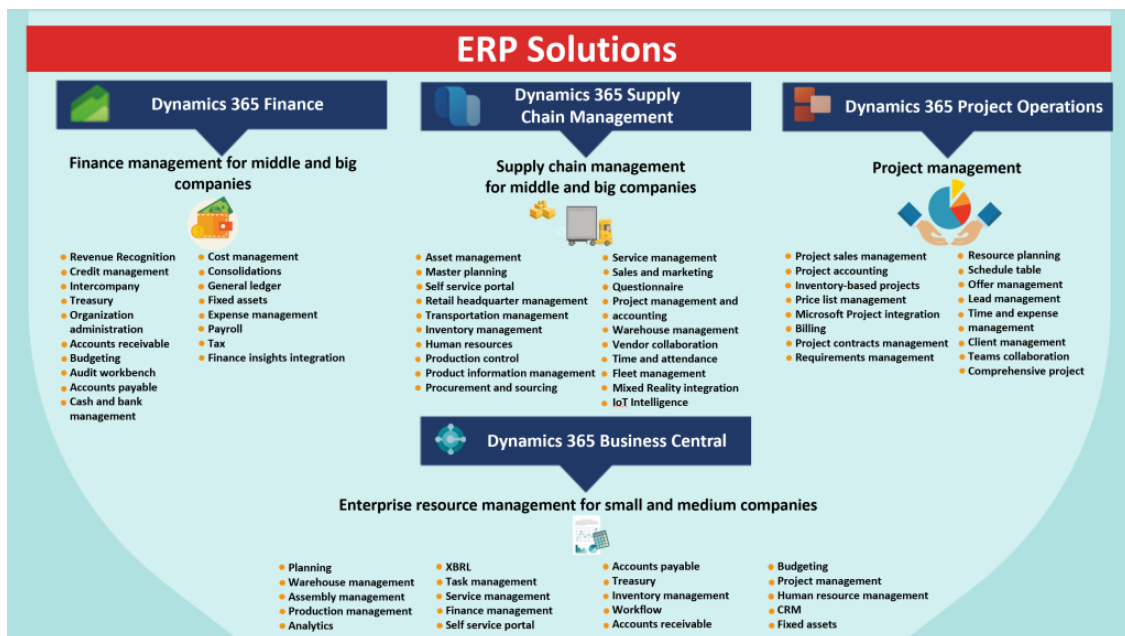 ERP Solutions
Dynamics 365 Finance
Finance management for middle and big
companies
Revenue Recognition
Credit management
Intercompany
Treasury
Organization
administration
Accounts receivable
Budgeting
Audit workbench
Accounts payable
Cash and bank
management
Cost management
Consolidations
General ledger
Fixed assets
Expense management
Payroll
Tax
Finance insights integration
Dynamics 365 Supply
Chain Management
Supply chain management
for middle and big companies
Asset management
Master planning
Self service portal
Retail headquarter management
Transportation management
Inventory management
Human resources
Production control
Product information management
Procurement and sourcing
Service management
Sales and marketing
Questionnaire
Project management and
accounting
Warehouse management
Vendor collaboration
Time and attendance
Fleet management
Mixed Reality integration
IoT Intelligence
Dynamics 365 Project Operations
Project management
Project sales management
Project accounting
Inventory-based projects
Price list management
Microsoft Project integration
Billing
Project contracts management
Requirements management
Resource planning
Schedule table
Offer management
Lead management
Time and expense
management
Client management
Teams collaboration
Comprehensive project
Dynamics 365 Business Central
Enterprise resource management for small and medium companies
Planning
Warehouse management
Assembly management
Production management
Analytics
XBRL
Task management
Service management
Finance management
Self service portal
Accounts payable
Treasury
Inventory management
Workflow
Accounts receivable
Budgeting
Project management
Human resource management
CRM
Fixed assets